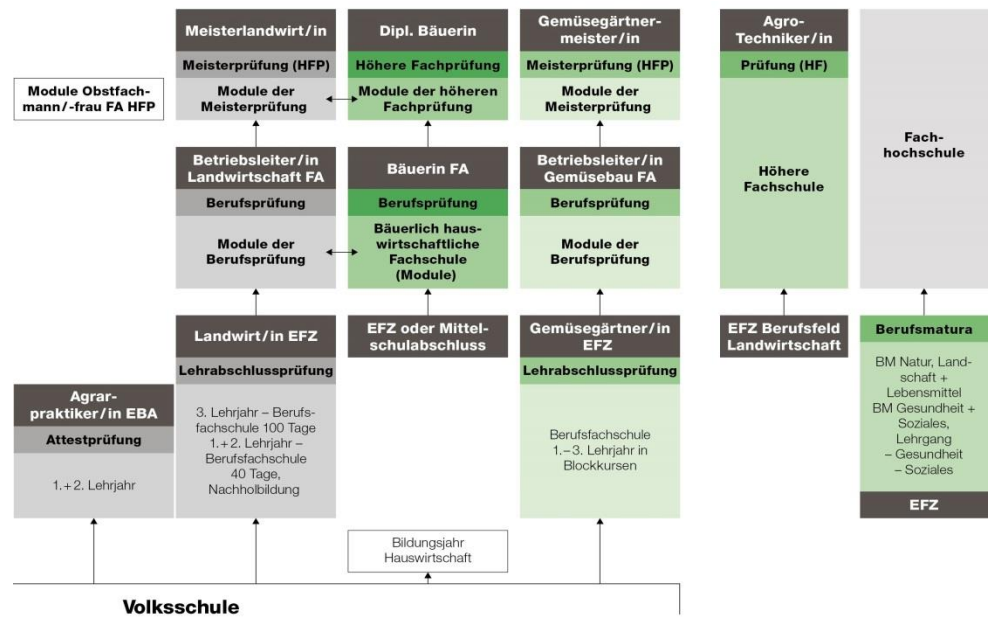 Meisterlandwirt/in
Meisterprüfung (HFP)
Module der
Meisterprüfung
Dipl. Bäuerin
Höhere Fachprüfung
Module der höheren
Fachprüfung
Gemüsegärtner-
meister/in
Meisterprüfung (HFP)
Module der
Meisterprüfung
Agro-
Techniker/in
Prüfung (HF)
Höhere
Fachschule
Fach-
hochschule
Module Obstfach-
mann/-frau FA HFP
Betriebsleiter/in
Landwirtschaft FA
Berufsprüfung
Module der
Berufsprüfung
Bäuerin FA
Berufsprüfung
Bäuerlich haus-
wirtschaftliche
Fachschule
(Module)
Betriebsleiter/in
Gemüsebau FA
Berufsprüfung
Module der
Berufsprüfung
Landwirt/in EFZ
Lehrabschlussprüfung
3. Lehrjahr – Berufs-
fachschule 100 Tage
1. + 2. Lehrjahr –
Berufsfachschule
40 Tage,
Nachholbildung
EFZ oder Mittel-
schulabschluss
Gemüsegärtner/in
EFZ
Lehrabschlussprüfung
Berufsfachschule
1. – 3. Lehrjahr in
Blockkursen
EFZ Berufsfeld
Landwirtschaft
Berufsmatura
BM Natur, Land-
schaft +
Lebensmittel
BM Gesundheit +
Soziales,
Lehrgang
– Gesundheit
– Soziales
EFZ
Agrar-
praktiker/in EBA
Attestprüfung
1. + 2. Lehrjahr
Bildungsjahr
Hauswirtschaft
Volksschule